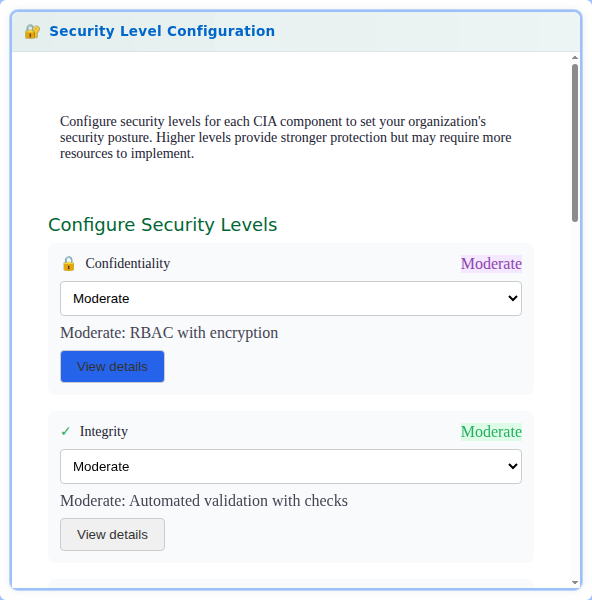 🔐 Security Level Configuration
Configure security levels for each CIA component to set your organization's
security posture. Higher levels provide stronger protection but may require more
resources to implement.
Configure Security Levels
🔒 Confidentiality Moderate
Moderate
Moderate: RBAC with encryption
View details
✓ Integrity Moderate
Moderate
Moderate: Automated validation with checks
View details